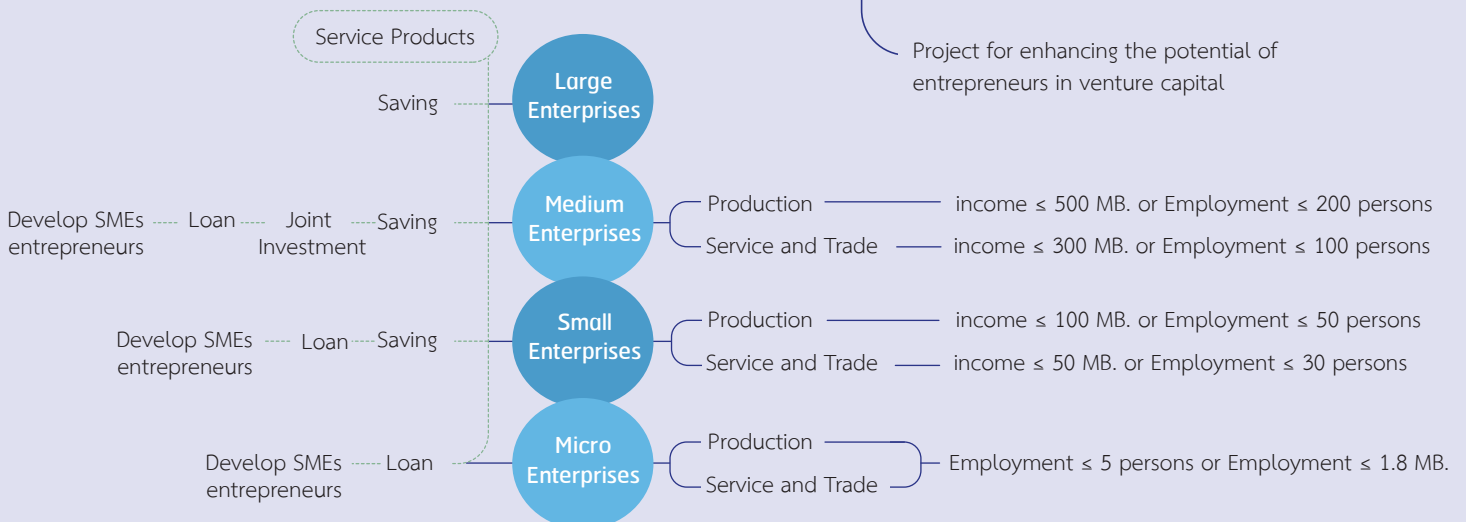 Service Products
Project for enhancing the potential of
entrepreneurs in venture capital
Saving
Large
Enterprises
Develop SMEs
entrepreneurs
Loan
Joint
Investment
Saving
Medium
Enterprises
Production
income ≤ 500 MB. or Employment ≤ 200 persons
Service and Trade
income ≤ 300 MB. or Employment ≤ 100 persons
Develop SMEs
entrepreneurs
Loan
Saving
Small
Enterprises
Production
income ≤ 100 MB. or Employment ≤ 50 persons
Service and Trade
income ≤ 50 MB. or Employment ≤ 30 persons
Develop SMEs
entrepreneurs
Loan
Micro
Enterprises
Production
Service and Trade
Employment ≤ 5 persons or Employment ≤ 1.8 MB.